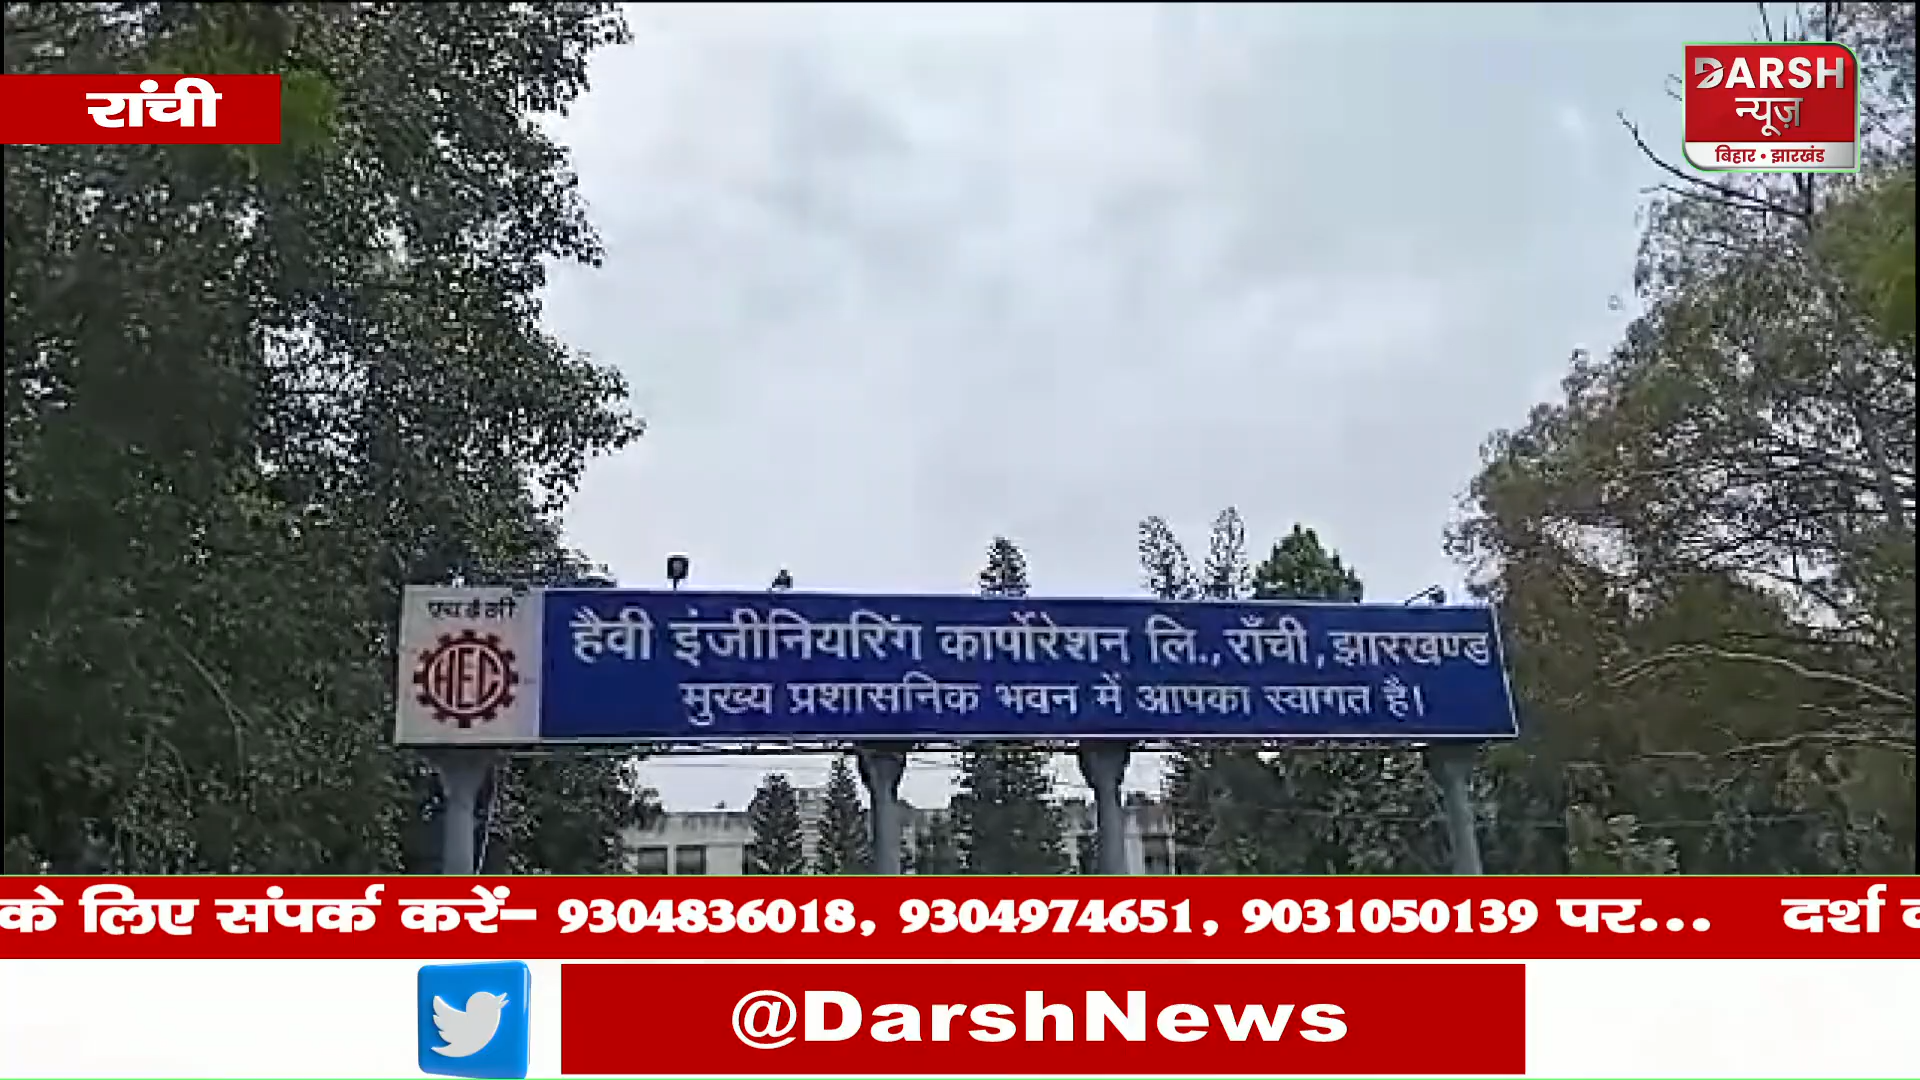 रांची
DARSH
न्यूज़
बिहार • झारखंड
एच ई सी
HEC
हैवी इंजीनियरिंग कार्पोरेशन लि., राँची, झारखण्ड
मुख्य प्रशासनिक भवन में आपका स्वागत है।
के लिए संपर्क करें- 9304836018, 9304974651, 9031050139 पर... दर्श
@DarshNews